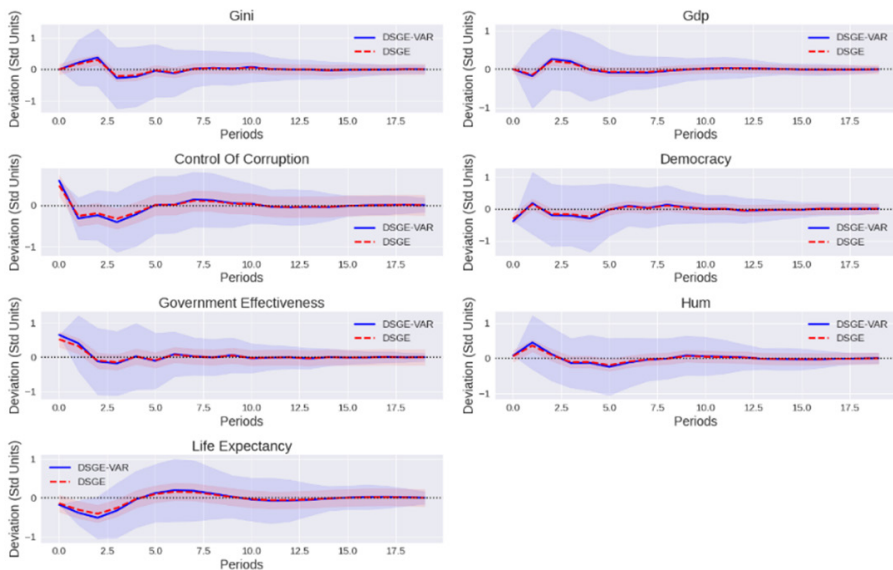 Gini
Deviation (Std Units)
1
0
−1
DSGE-VAR
DSGE
0.0 2.5 5.0 7.5 10.0 12.5 15.0 17.5
Periods
Gdp
Deviation (Std Units)
1
0
−1
DSGE-VAR
DSGE
0.0 2.5 5.0 7.5 10.0 12.5 15.0 17.5
Periods
Control Of Corruption
Deviation (Std Units)
0
−1
DSGE-VAR
DSGE
0.0 2.5 5.0 7.5 10.0 12.5 15.0 17.5
Periods
Democracy
Deviation (Std Units)
1
0
−1
DSGE-VAR
DSGE
0.0 2.5 5.0 7.5 10.0 12.5 15.0 17.5
Periods
Government Effectiveness
Deviation (Std Units)
1
0
−1
DSGE-VAR
DSGE
0.0 2.5 5.0 7.5 10.0 12.5 15.0 17.5
Periods
Hum
Deviation (Std Units)
1
0
−1
DSGE-VAR
DSGE
0.0 2.5 5.0 7.5 10.0 12.5 15.0 17.5
Periods
Life Expectancy
Deviation (Std Units)
1
0
−1
DSGE-VAR
DSGE
0.0 2.5 5.0 7.5 10.0 12.5 15.0 17.5
Periods